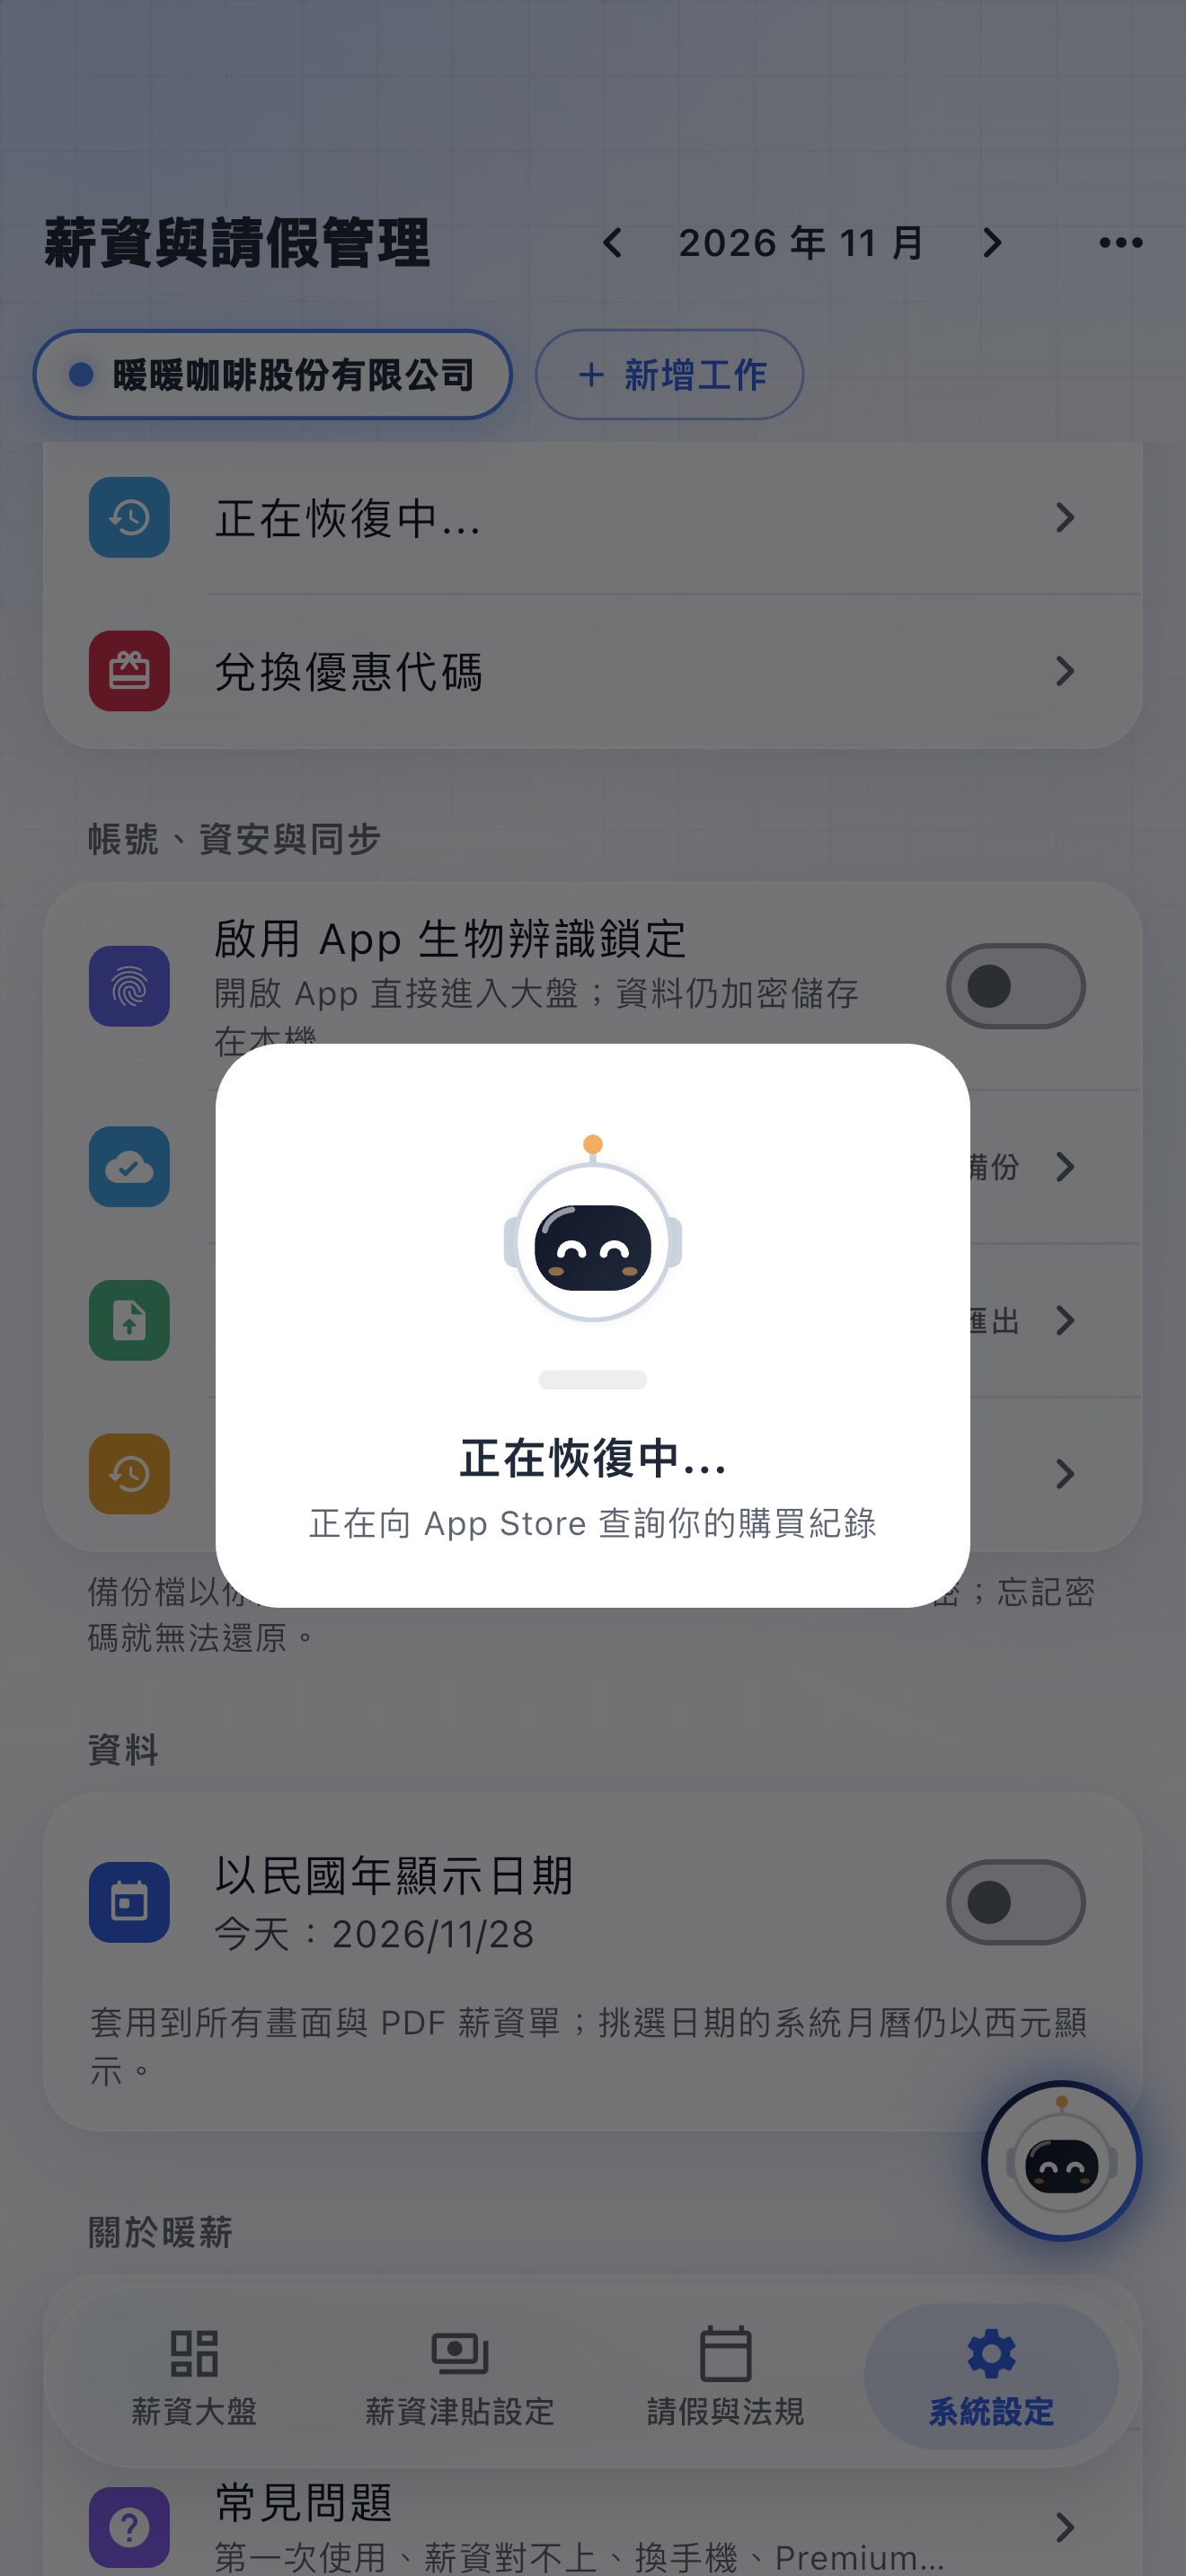 薪資與請假管理
2026 年 11 月
暖暖咖啡股份有限公司
+ 新增工作
正在恢復中...
兌換優惠代碼
帳號、資安與同步
啟用 App 生物辨識鎖定
開啟 App 直接進入大盤；資料仍加密儲存
在本機
備份
匯出
正在恢復中...
正在向 App Store 查詢你的購買紀錄
備份檔以你 密；忘記密
碼就無法還原。
資料
以民國年顯示日期
今天：2026/11/28
套用到所有畫面與 PDF 薪資單；挑選日期的系統月曆仍以西元顯
示。
關於暖薪
薪資大盤
薪資津貼設定
請假與法規
系統設定
常見問題
第一次使用、薪資對不上、換手機、Premium...